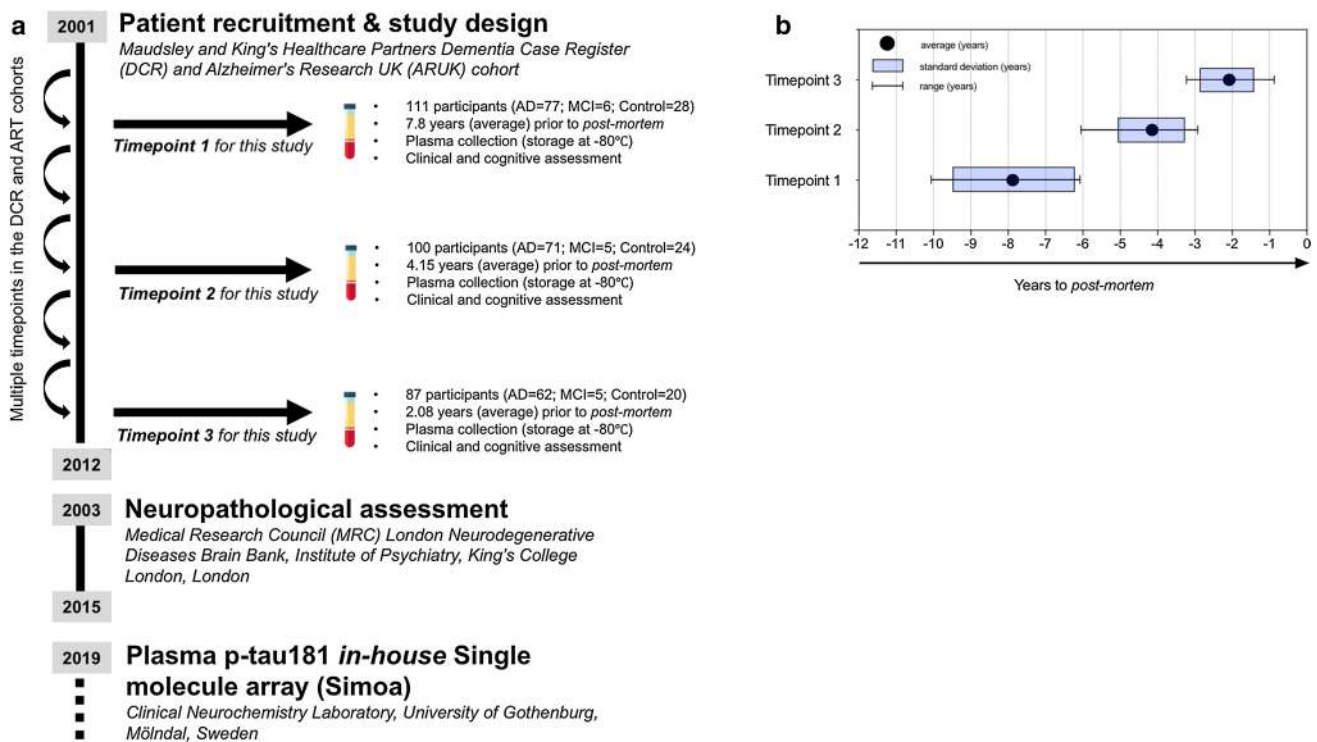 a
2001
Patient recruitment & study design
Maudsley and King's Healthcare Partners Dementia Case Register
(DCR) and Alzheimer's Research UK (ARUK) cohort
Multiple timepoints in the DCR and ART cohorts
Timepoint 1 for this study
• 111 participants (AD=77; MCI=6; Control=28)
• 7.8 years (average) prior to post-mortem
• Plasma collection (storage at -80℃)
• Clinical and cognitive assessment
Timepoint 2 for this study
• 100 participants (AD=71; MCI=5; Control=24)
• 4.15 years (average) prior to post-mortem
• Plasma collection (storage at -80℃)
• Clinical and cognitive assessment
Timepoint 3 for this study
• 87 participants (AD=62; MCI=5; Control=20)
• 2.08 years (average) prior to post-mortem
• Plasma collection (storage at -80℃)
• Clinical and cognitive assessment
2012
2003
Neuropathological assessment
Medical Research Council (MRC) London Neurodegenerative
Diseases Brain Bank, Institute of Psychiatry, King's College
London, London
2015
2019
Plasma p-tau181 in-house Single
molecule array (Simoa)
Clinical Neurochemistry Laboratory, University of Gothenburg,
Mölndal, Sweden
b
average (years)
standard deviation (years)
range (years)
Timepoint 3
Timepoint 2
Timepoint 1
-12 -11 -10 -9 -8 -7 -6 -5 -4 -3 -2 -1 0
Years to post-mortem